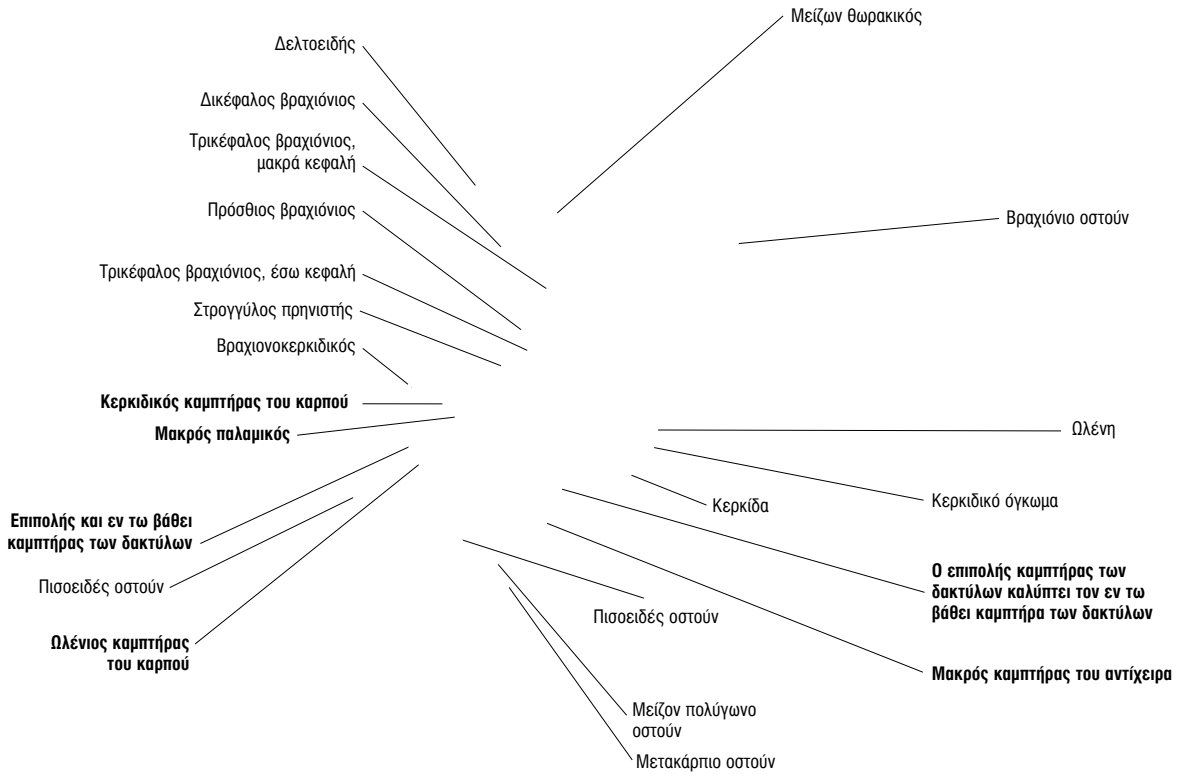 Μείζων θωρακικός
Δελτοειδής
Δικέφαλος βραχιόνιος
Τρικέφαλος βραχιόνιος,
μακρά κεφαλή
Πρόσθιος βραχιόνιος
Βραχιόνιο οστούν
Τρικέφαλος βραχιόνιος, έσω κεφαλή
Στρογγύλος πρηνιστής
Βραχιονοκερκιδικός
Κερκιδικός καμπτήρας του καρπού
Μακρός παλαμικός
Ωλένη
Κερκιδικό όγκωμα
Κερκίδα
Επιπολής και εν τω βάθει
καμπτήρας των δακτύλων
Πισοειδές οστούν
Ο επιπολής καμπτήρας των
δακτύλων καλύπτει τον εν τω
βάθει καμπτήρα των δακτύλων
Πισοειδές οστούν
Ωλένιος καμπτήρας
του καρπού
Μακρός καμπτήρας του αντίχειρα
Μείζον πολύγωνο
οστούν
Μετακάρπιο οστούν